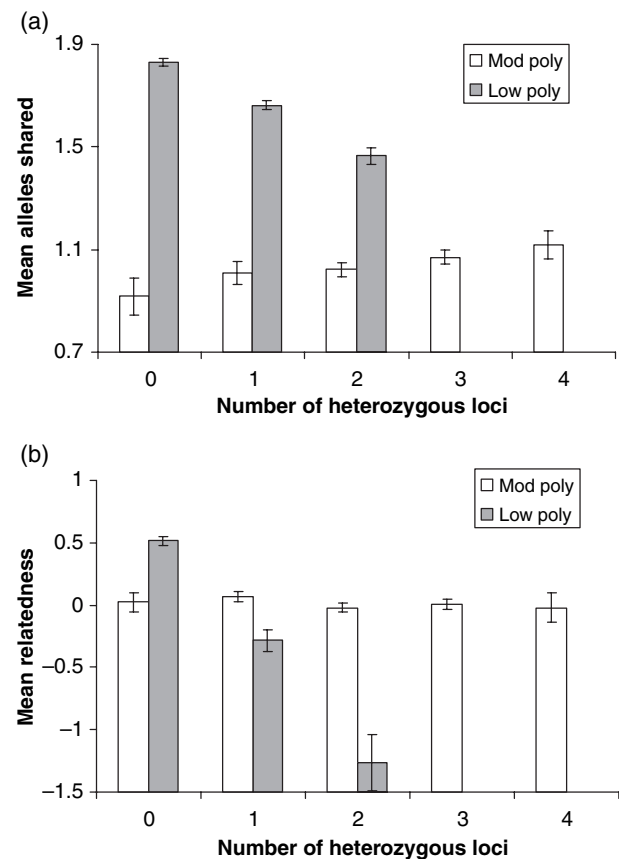 (a)
1.9
1.5
1.1
0.7
Mean alleles shared
Mod poly
Low poly
0 1 2 3 4
Number of heterozygous loci
(b)
1
0.5
0
−0.5
−1
−1.5
Mean relatedness
Mod poly
Low poly
0 1 2 3 4
Number of heterozygous loci